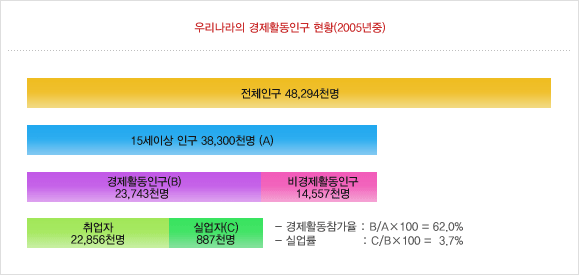 우리나라의 경제활동인구 현황(2005년중)
전체인구 48,294천명
15세이상 인구 38,300천명 (A)
경제활동인구(B)
23,743천명
비경제활동인구
14,557천명
취업자
22,856천명
실업자(C)
887천명
– 경제활동참가율 : B/A×100 = 62,0%
– 실업률 : C/B×100 = 3,7%